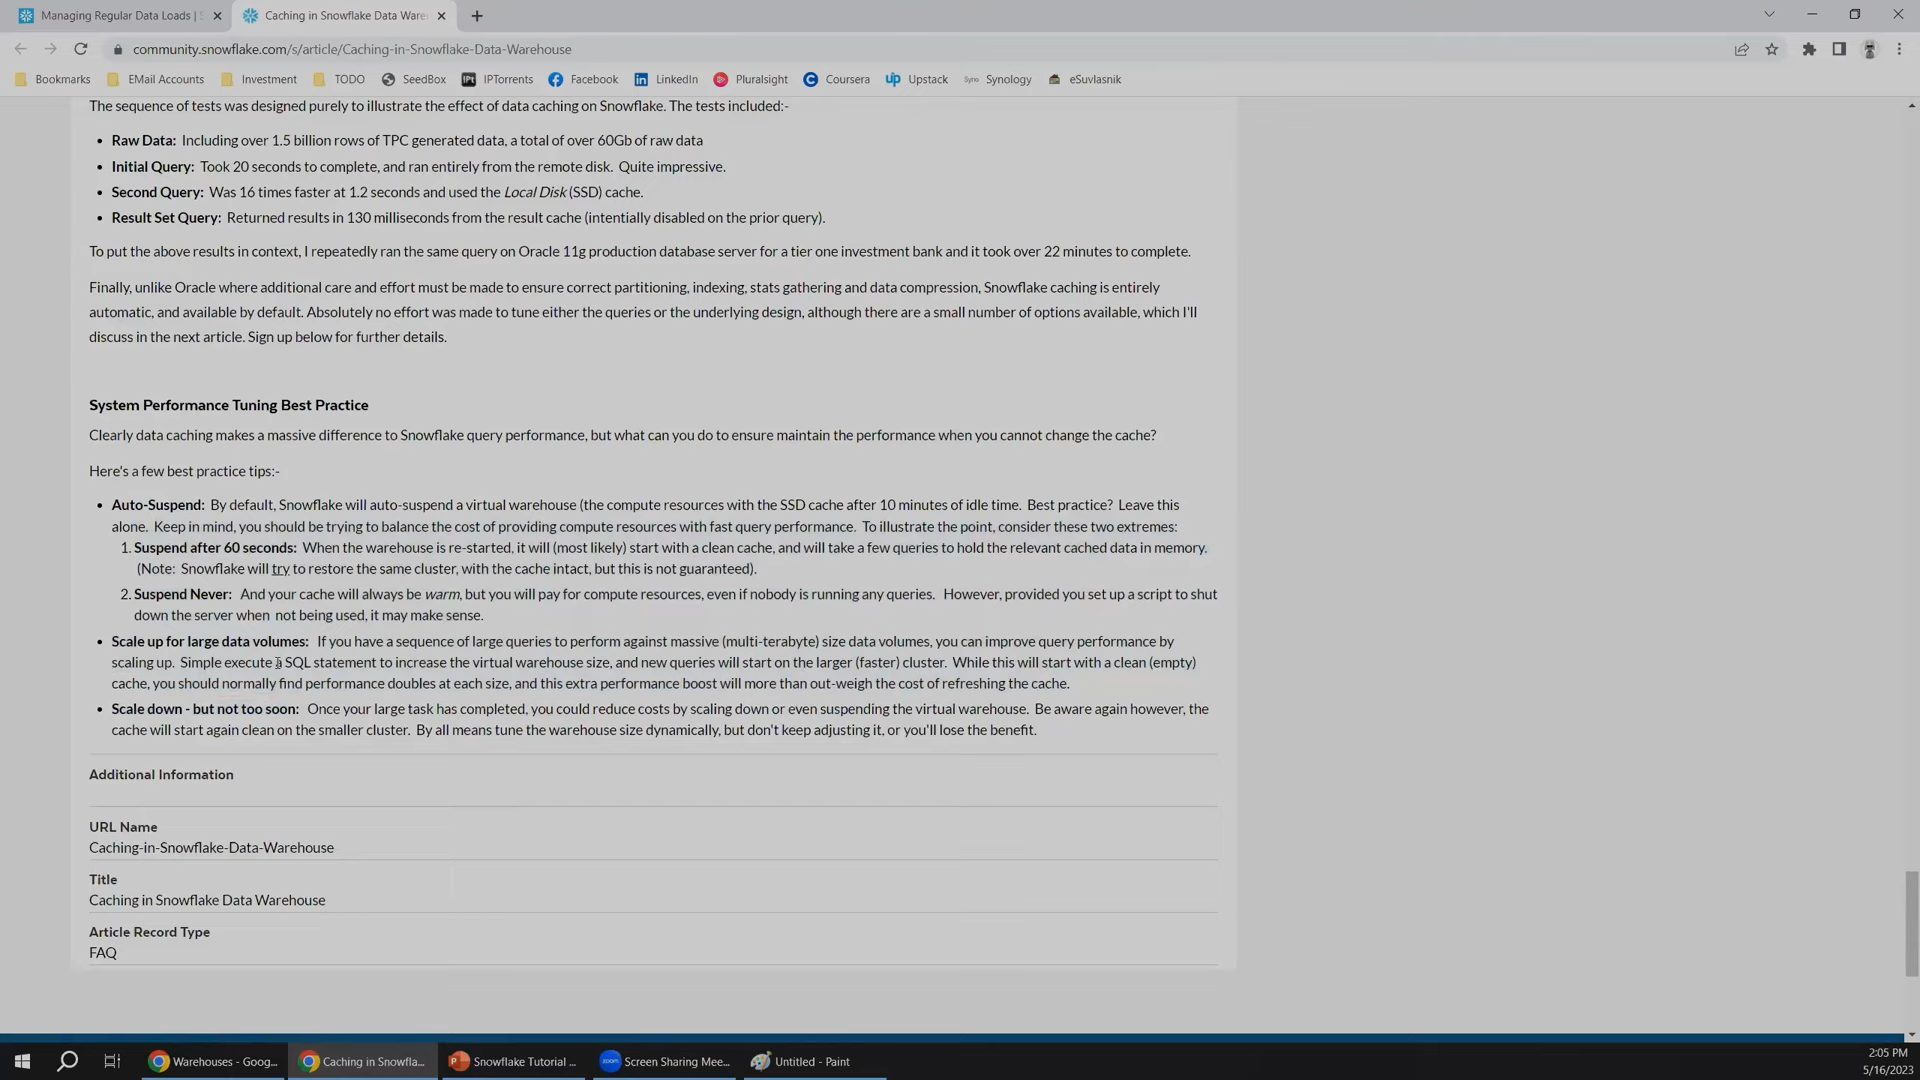 Managing Regular Data Loads | S
Caching in Snowflake Data Ware
community.snowflake.com/s/article/Caching-in-Snowflake-Data-Warehouse
Bookmarks EMail Accounts Investment TODO SeedBox IPTorrents Facebook LinkedIn Pluralsight Coursera Upstack Synology eSuvlasnik
The sequence of tests was designed purely to illustrate the effect of data caching on Snowflake. The tests included:-
• Raw Data: Including over 1.5 billion rows of TPC generated data, a total of over 60Gb of raw data
• Initial Query: Took 20 seconds to complete, and ran entirely from the remote disk. Quite impressive.
• Second Query: Was 16 times faster at 1.2 seconds and used the Local Disk (SSD) cache.
• Result Set Query: Returned results in 130 milliseconds from the result cache (intentially disabled on the prior query).
To put the above results in context, I repeatedly ran the same query on Oracle 11g production database server for a tier one investment bank and it took over 22 minutes to complete.
Finally, unlike Oracle where additional care and effort must be made to ensure correct partitioning, indexing, stats gathering and data compression, Snowflake caching is entirely
automatic, and available by default. Absolutely no effort was made to tune either the queries or the underlying design, although there are a small number of options available, which I'll
discuss in the next article. Sign up below for further details.
System Performance Tuning Best Practice
Clearly data caching makes a massive difference to Snowflake query performance, but what can you do to ensure maintain the performance when you cannot change the cache?
Here's a few best practice tips:-
• Auto-Suspend: By default, Snowflake will auto-suspend a virtual warehouse (the compute resources with the SSD cache after 10 minutes of idle time. Best practice? Leave this
alone. Keep in mind, you should be trying to balance the cost of providing compute resources with fast query performance. To illustrate the point, consider these two extremes:
1. Suspend after 60 seconds: When the warehouse is re-started, it will (most likely) start with a clean cache, and will take a few queries to hold the relevant cached data in memory.
(Note: Snowflake will try to restore the same cluster, with the cache intact, but this is not guaranteed).
2. Suspend Never: And your cache will always be warm, but you will pay for compute resources, even if nobody is running any queries. However, provided you set up a script to shut
down the server when not being used, it may make sense.
• Scale up for large data volumes: If you have a sequence of large queries to perform against massive (multi-terabyte) size data volumes, you can improve query performance by
scaling up. Simple execute a SQL statement to increase the virtual warehouse size, and new queries will start on the larger (faster) cluster. While this will start with a clean (empty)
cache, you should normally find performance doubles at each size, and this extra performance boost will more than out-weigh the cost of refreshing the cache.
• Scale down - but not too soon: Once your large task has completed, you could reduce costs by scaling down or even suspending the virtual warehouse. Be aware again however, the
cache will start again clean on the smaller cluster. By all means tune the warehouse size dynamically, but don't keep adjusting it, or you'll lose the benefit.
Additional Information
URL Name
Caching-in-Snowflake-Data-Warehouse
Title
Caching in Snowflake Data Warehouse
Article Record Type
FAQ
Warehouses - Goog... Caching in Snowfla... Snowflake Tutorial ... Screen Sharing Mee... Untitled - Paint
2:05 PM
5/16/2023